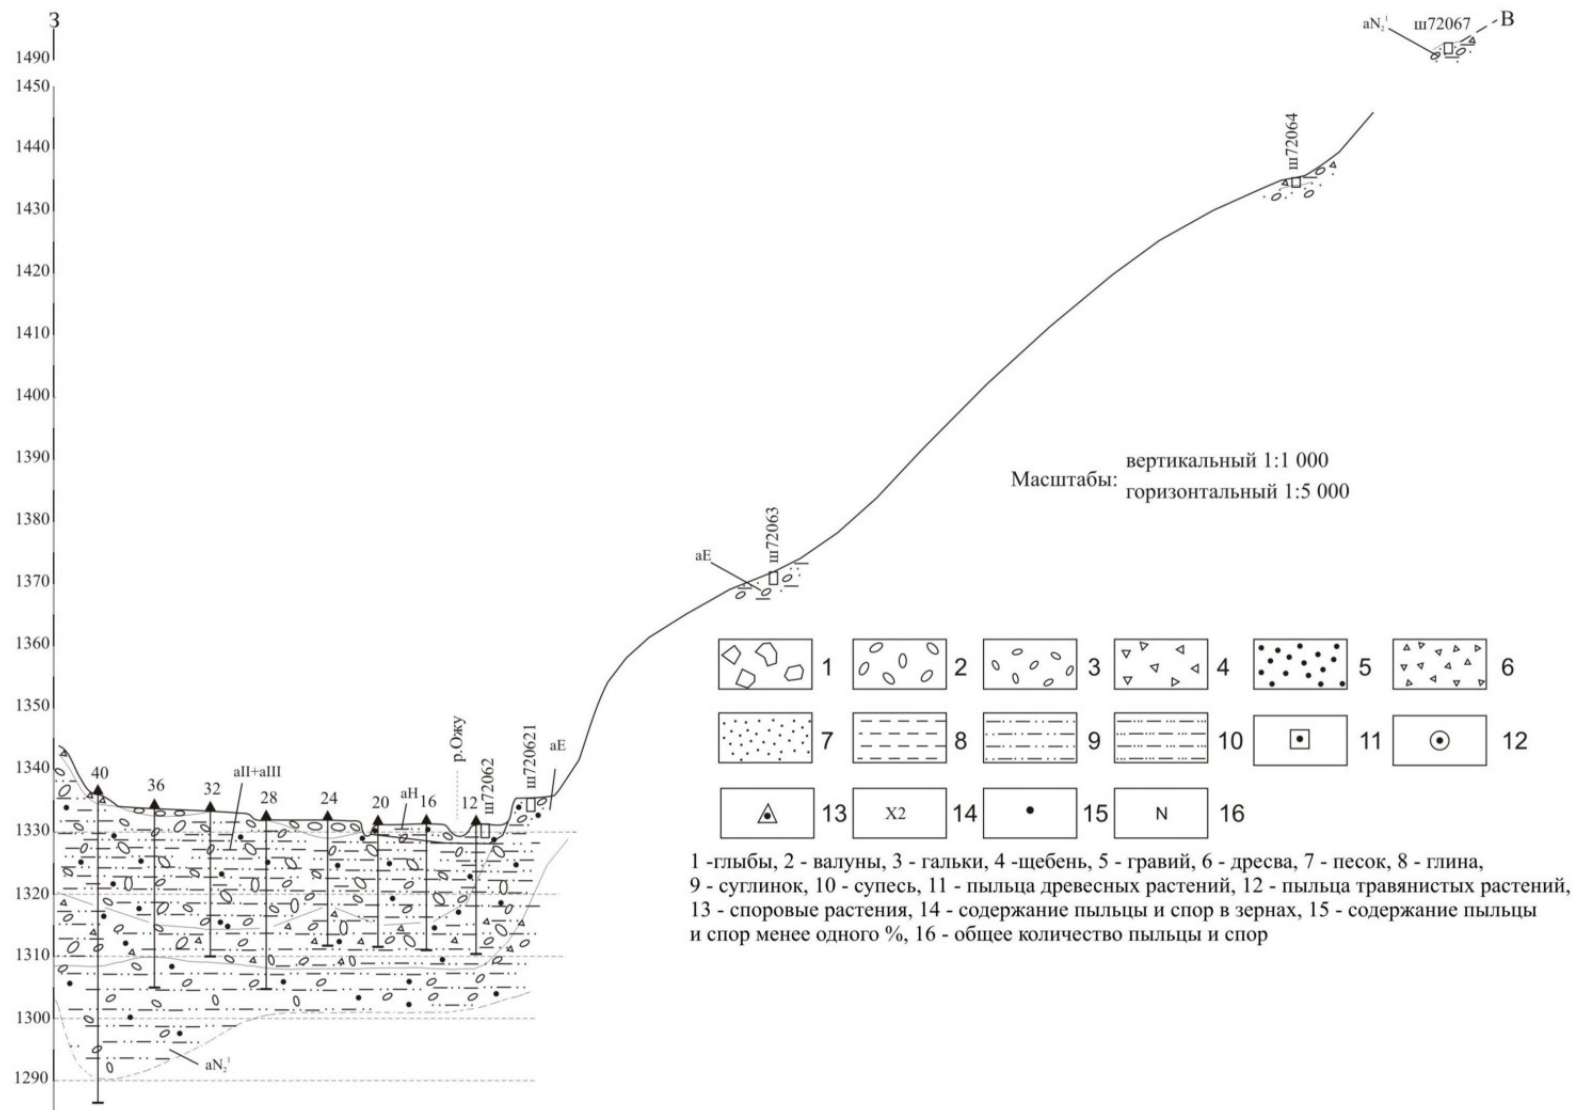 З
aN₂¹ ш72067 В
1490
1450
1440
1430
1420
1410
1400
1390
1380
1370
1360
1350
1340
1330
1320
1310
1300
1290
ш72064
Масштабы: вертикальный 1:1 000
горизонтальный 1:5 000
аЕ ш72063
р.Ожу ш72062 ш720621 аЕ
40 36 32 аII+аIII 28 24 20 аН 16 12
aN₂¹
1 2 3 4 5 6
7 8 9 10 11 12
13 X2 14 15 N 16
1 -глыбы, 2 - валуны, 3 - гальки, 4 -щебень, 5 - гравий, 6 - дресва, 7 - песок, 8 - глина,
9 - суглинок, 10 - супесь, 11 - пыльца древесных растений, 12 - пыльца травянистых растений,
13 - споровые растения, 14 - содержание пыльцы и спор в зернах, 15 - содержание пыльцы
и спор менее одного %, 16 - общее количество пыльцы и спор